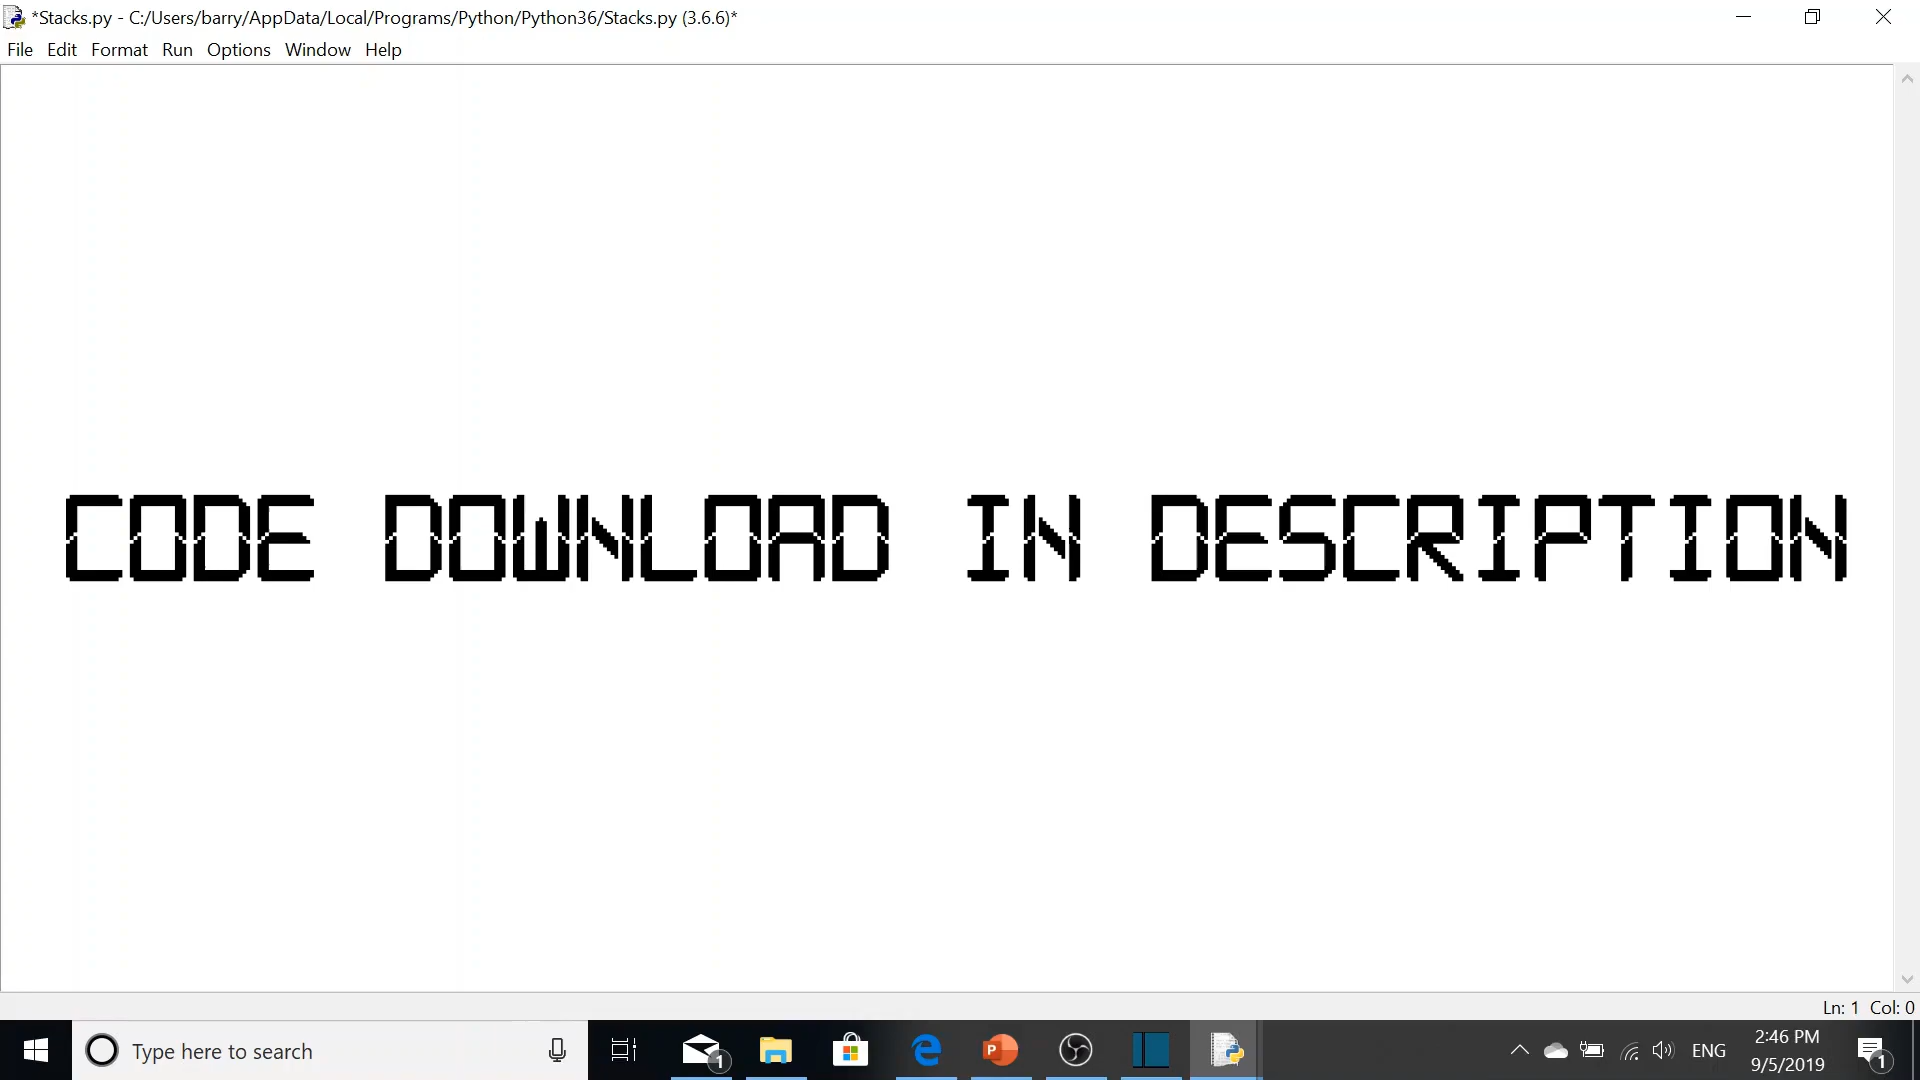 *Stacks.py - C:/Users/barry/AppData/Local/Programs/Python/Python36/Stacks.py (3.6.6)*
File Edit Format Run Options Window Help
CODE DOWNLOAD IN DESCRIPTION
Ln: 1 Col: 0
Type here to search
1
P
ENG
2:46 PM
9/5/2019
1